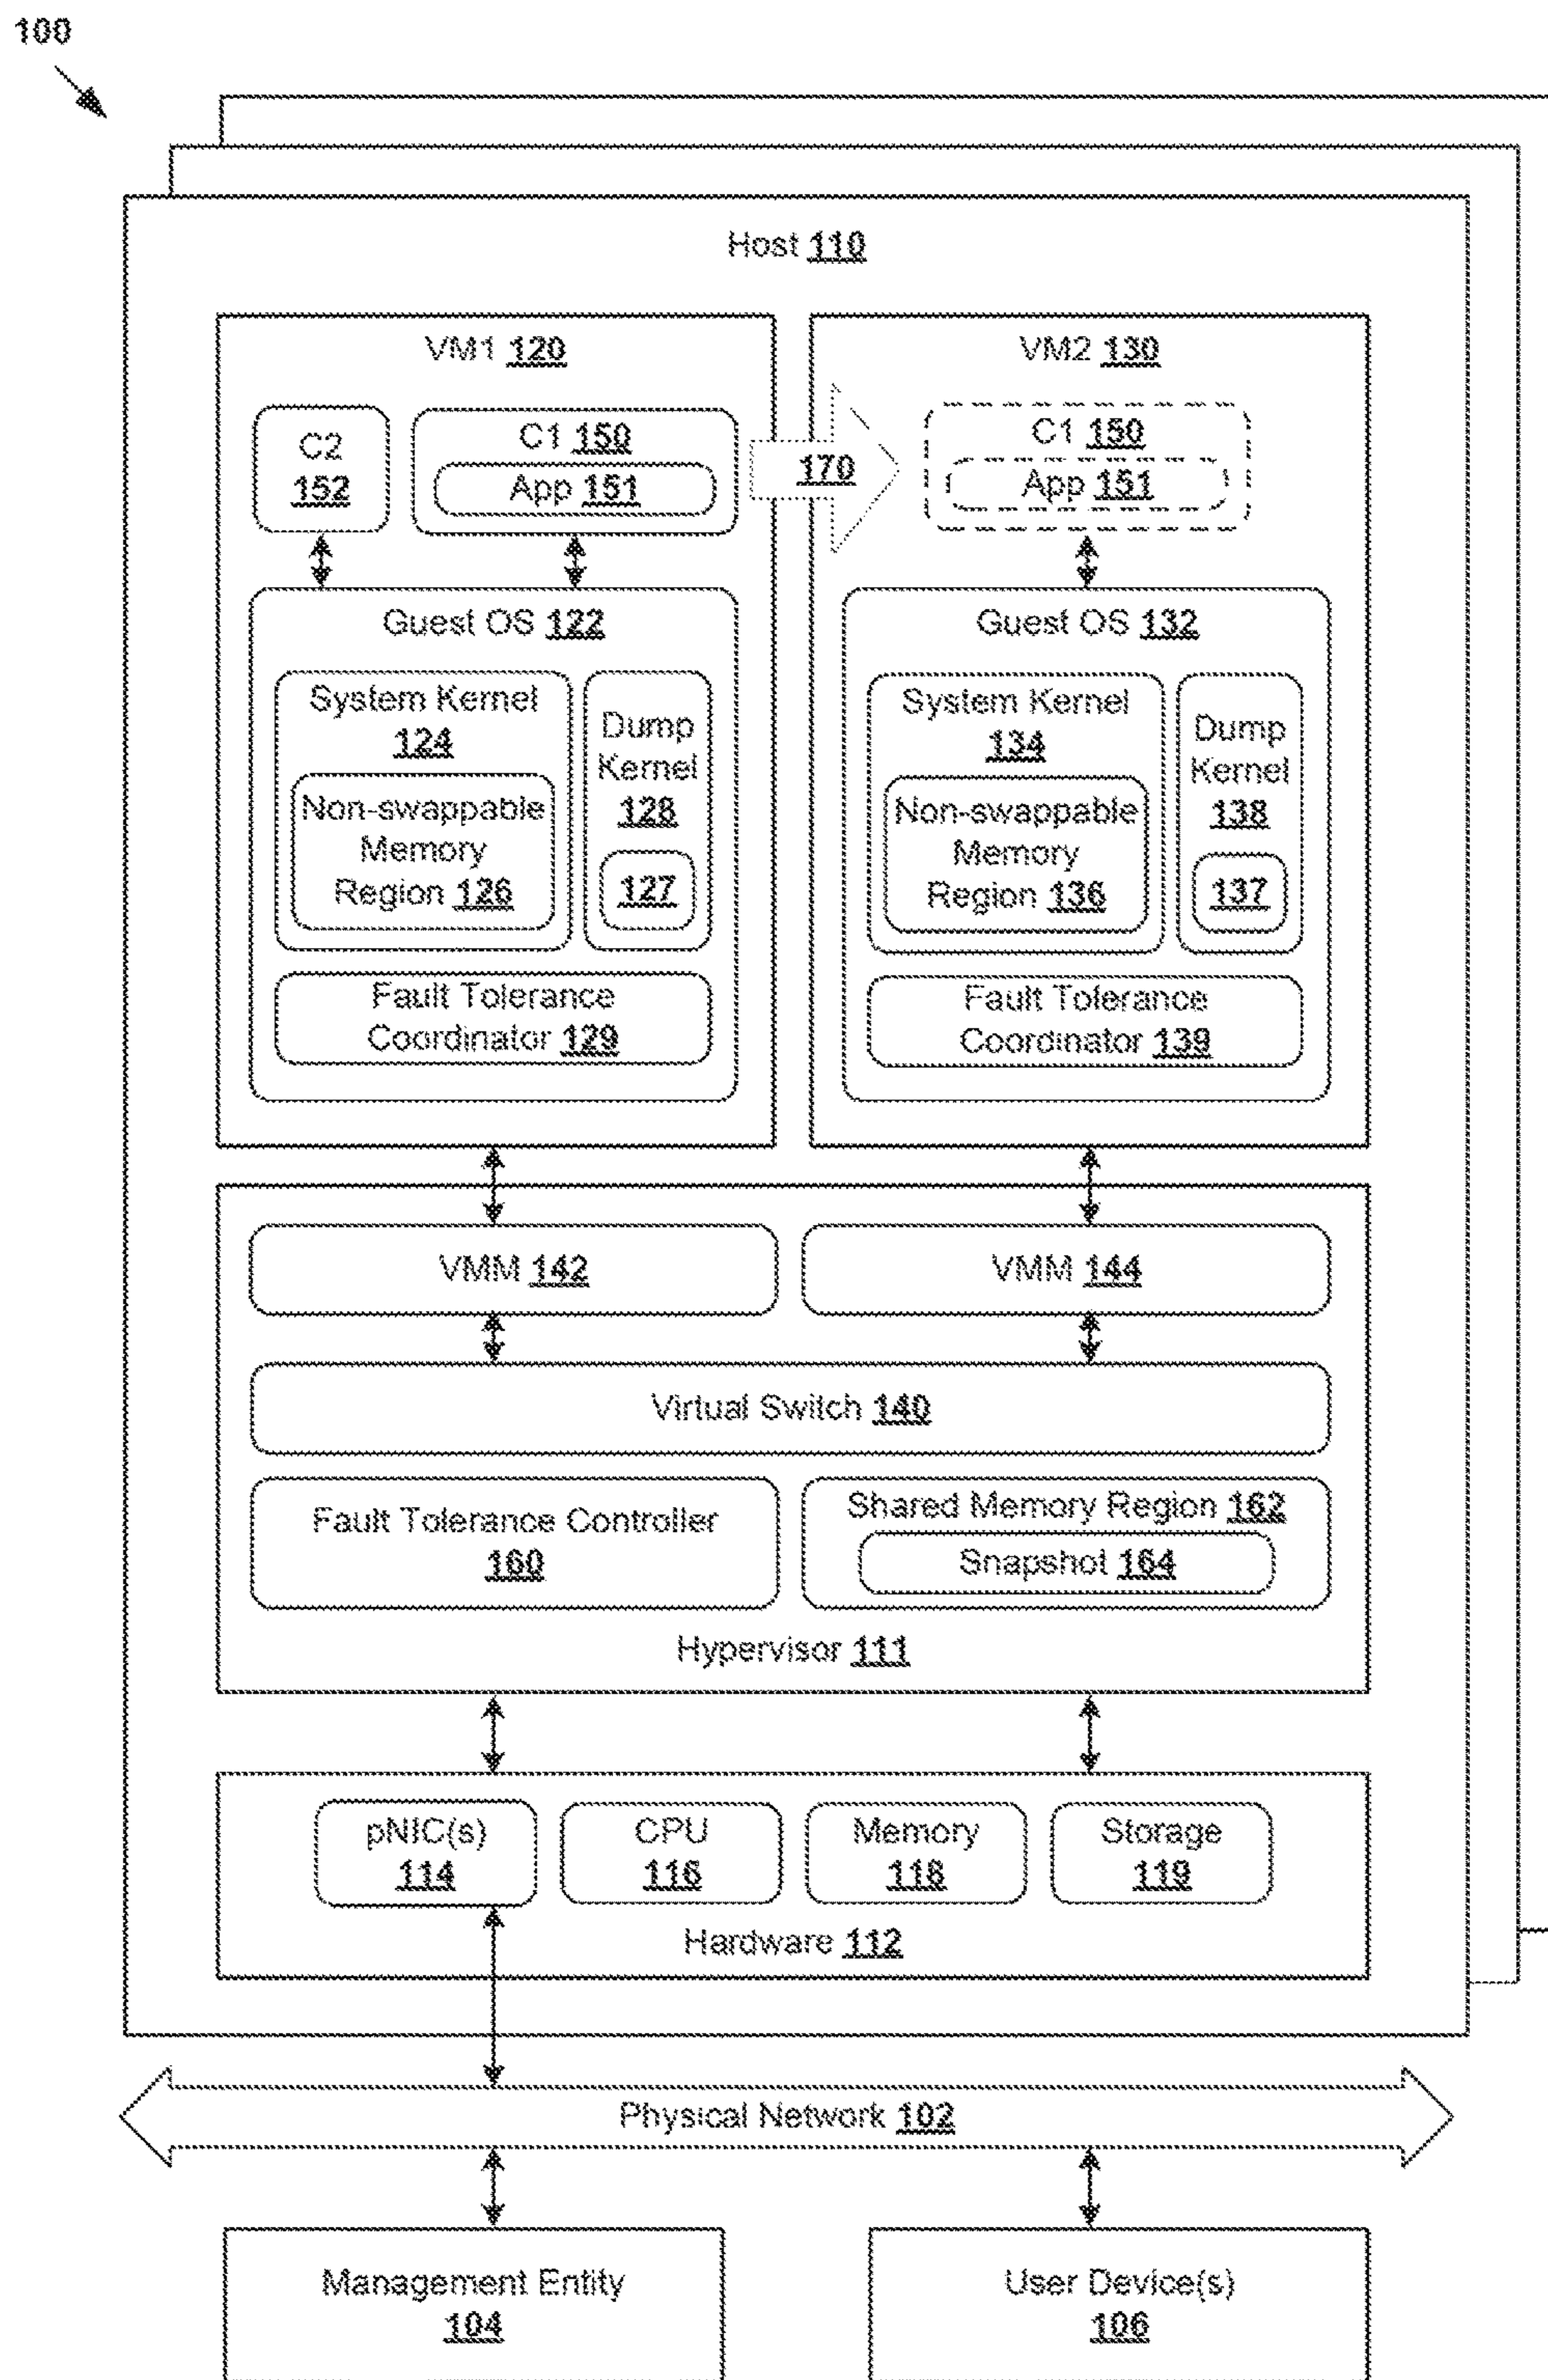 100
Host 110
VM1 120
C2
152
C1 150
App 151
170
VM2 130
C1 150
App 151
Guest OS 122
System Kernel
124
Non-swappable
Memory
Region 126
Dump
Kernel
128
127
Fault Tolerance
Coordinator 129
Guest OS 132
System Kernel
134
Non-swappable
Memory
Region 136
Dump
Kernel
138
137
Fault Tolerance
Coordinator 139
VMM 142
VMM 144
Virtual Switch 140
Fault Tolerance Controller
160
Shared Memory Region 162
Snapshot 164
Hypervisor 111
pNIC(s)
114
CPU
116
Memory
118
Storage
119
Hardware 112
Physical Network 102
Management Entity
104
User Device(s)
106